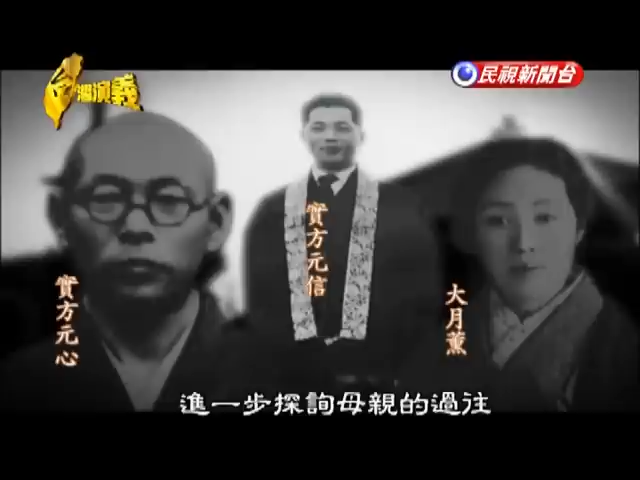 台灣演義
民視新聞台
實方元信
大月薰
實方元心
進一步探詢母親的過往